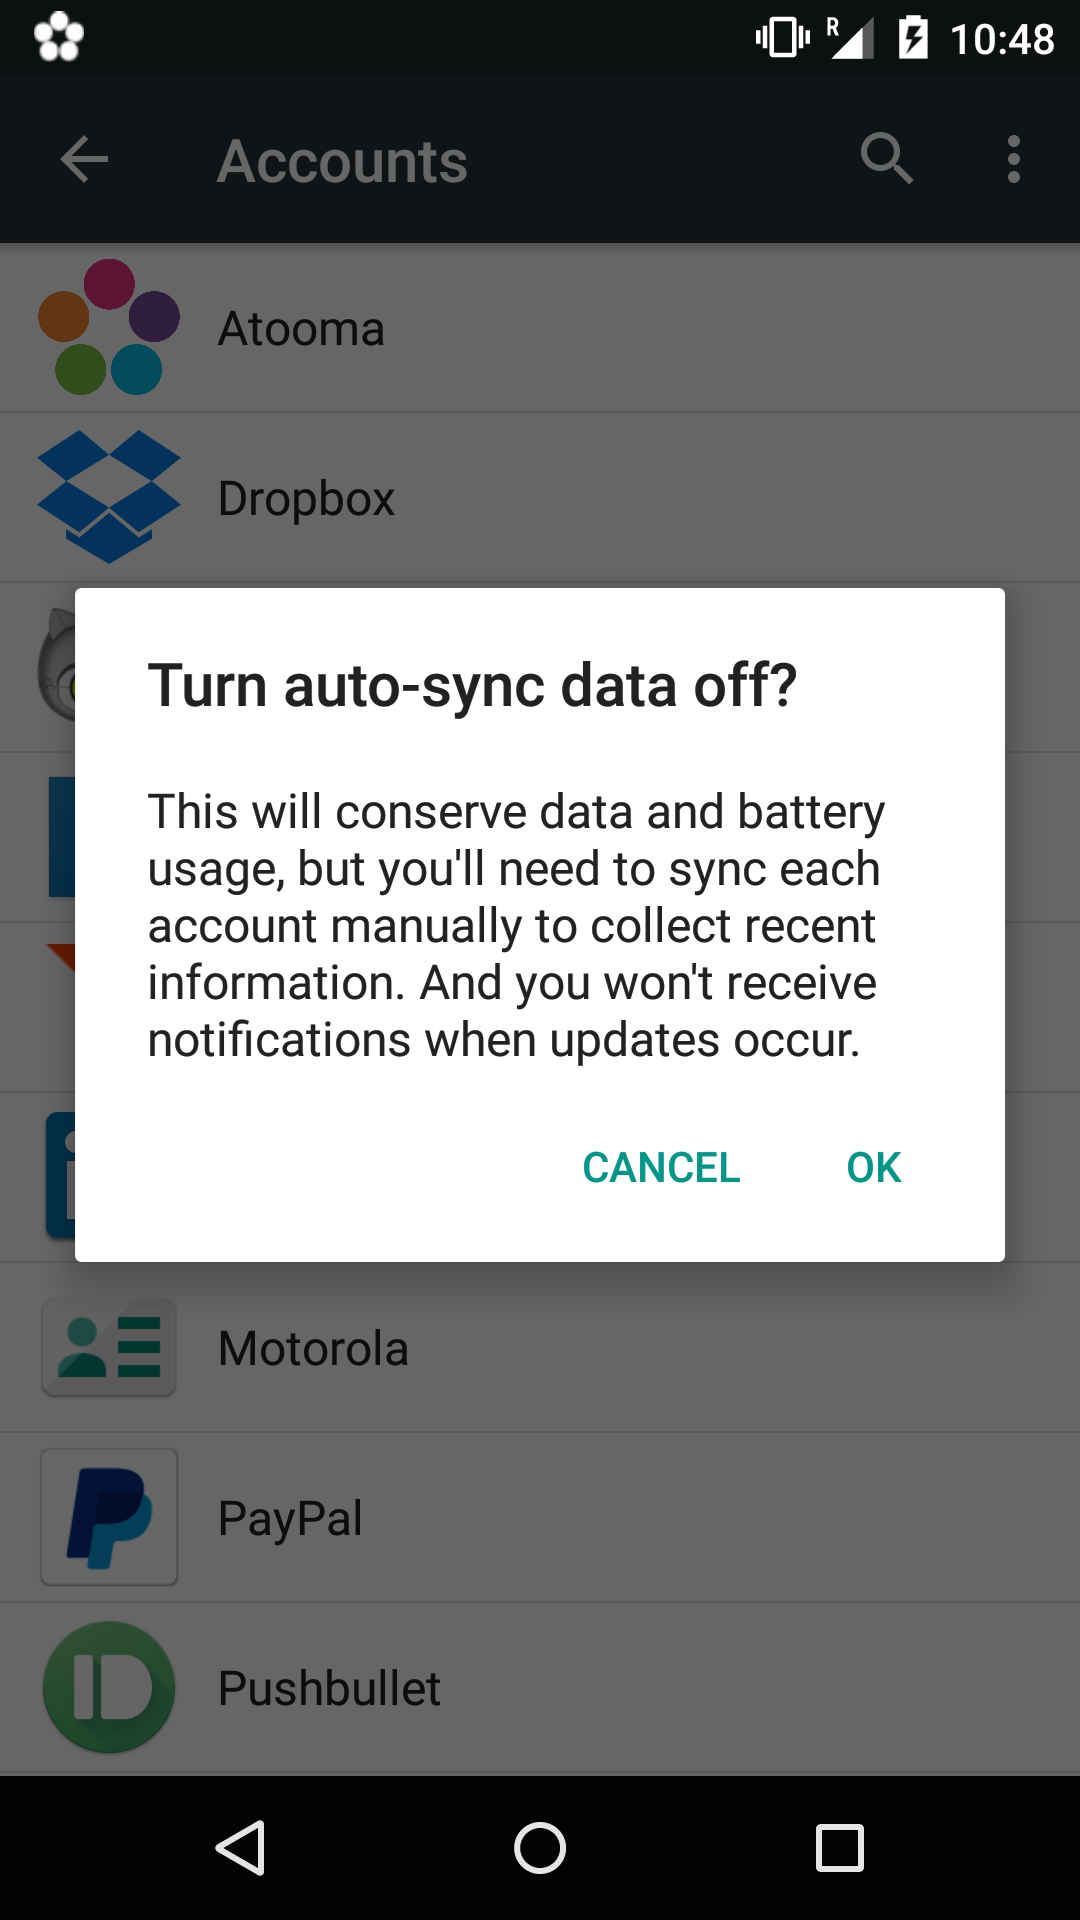 R 10:48
Accounts
Atooma
Dropbox
Turn auto-sync data off?
This will conserve data and battery
usage, but you'll need to sync each
account manually to collect recent
information. And you won't receive
notifications when updates occur.
CANCEL OK
Motorola
PayPal
Pushbullet